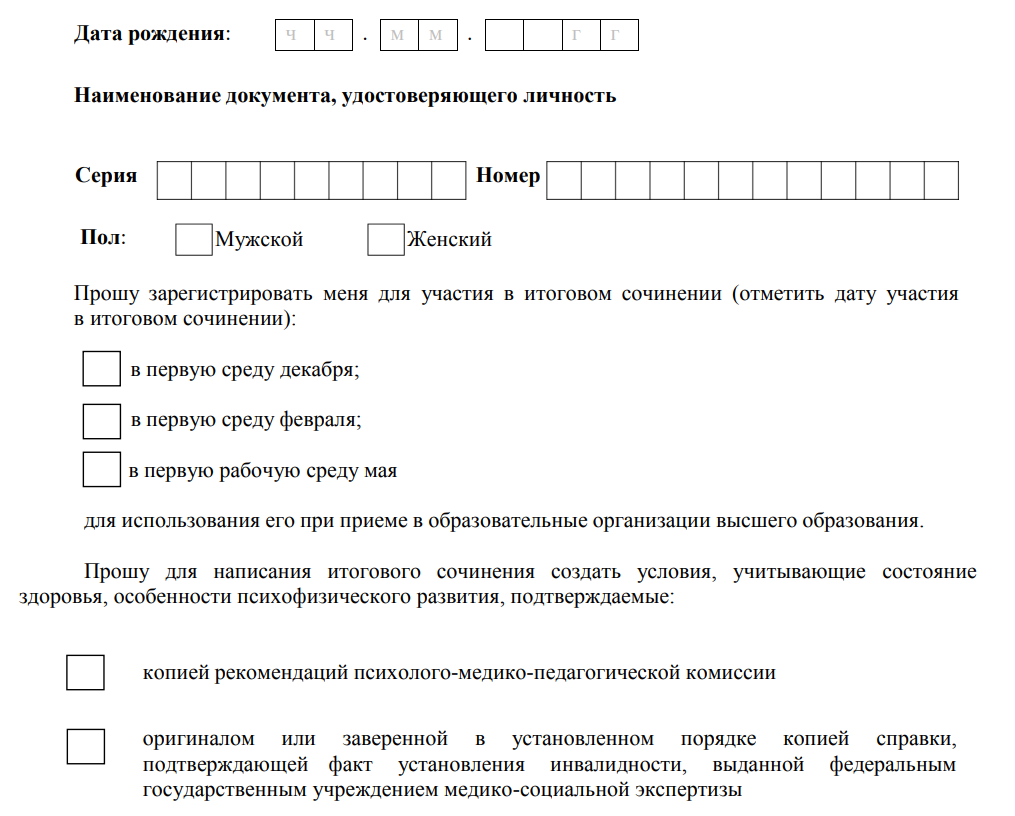 Дата рождения: ч ч . м м . г г
Наименование документа, удостоверяющего личность
Серия Номер
Пол: Мужской Женский
Прошу зарегистрировать меня для участия в итоговом сочинении (отметить дату участия
в итоговом сочинении):
в первую среду декабря;
в первую среду февраля;
в первую рабочую среду мая
для использования его при приеме в образовательные организации высшего образования.
Прошу для написания итогового сочинения создать условия, учитывающие состояние
здоровья, особенности психофизического развития, подтверждаемые:
копией рекомендаций психолого-медико-педагогической комиссии
оригиналом или заверенной в установленном порядке копией справки,
подтверждающей факт установления инвалидности, выданной федеральным
государственным учреждением медико-социальной экспертизы